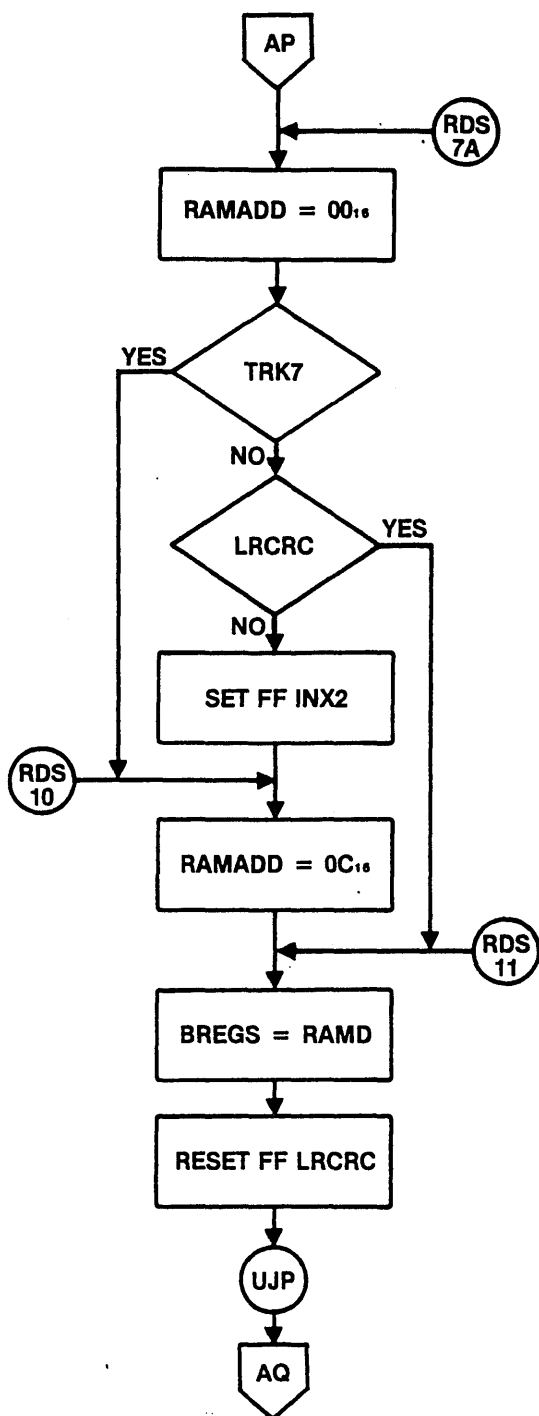 AP
RDS
7A
RAMADD = 00₁₆
YES
TRK7
NO
LRCRC
YES
NO
SET FF INX2
RDS
10
RAMADD = 0C₁₆
RDS
11
BREGS = RAMD
RESET FF LRCRC
UJP
AQ